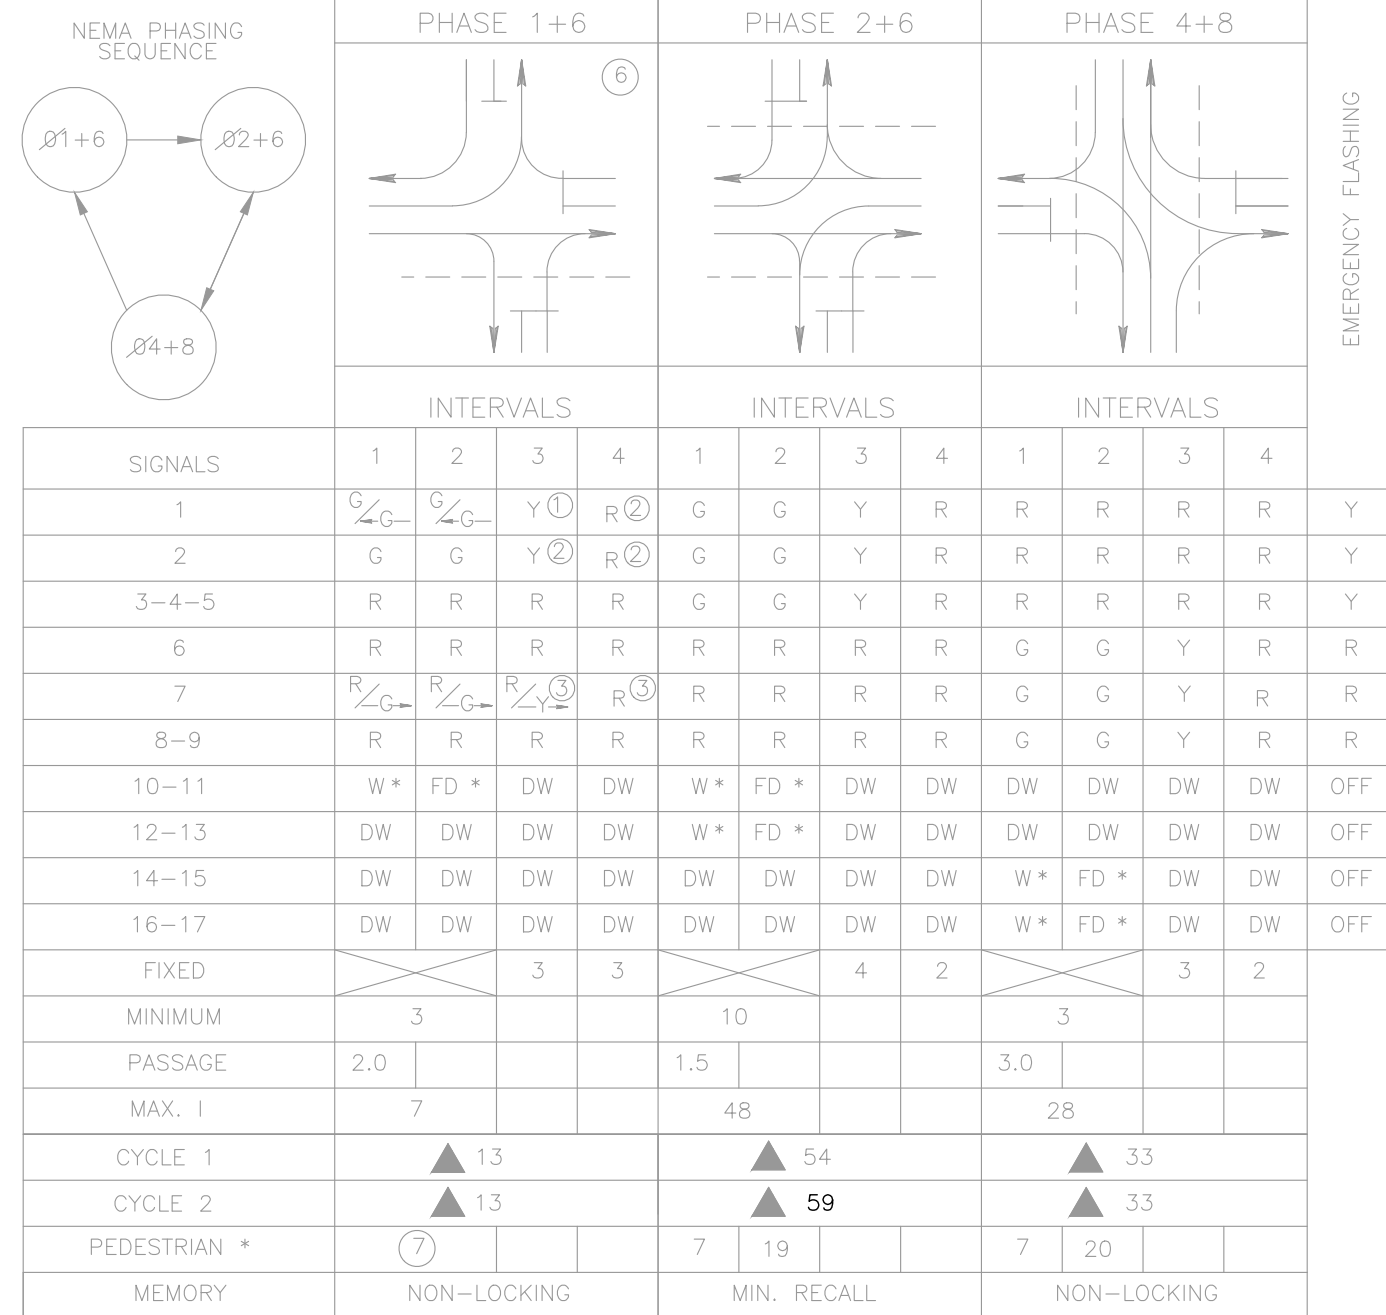 NEMA PHASING
SEQUENCE
Ø1+6
Ø2+6
Ø4+8
PHASE 1+6
PHASE 2+6
PHASE 4+8
6
EMERGENCY FLASHING
INTERVALS INTERVALS INTERVALS
SIGNALS 1 2 3 4 1 2 3 4 1 2 3 4
1 G/G G/G Y 1 R 2 G G Y R R R R R Y
2 G G Y 2 R 2 G G Y R R R R R Y
3-4-5 R R R R G G Y R R R R R Y
6 R R R R R R R R G G Y R R
7 R/G R/G R/Y 3 R 3 R R R R G G Y R R
8-9 R R R R R R R R G G Y R R
10-11 W * FD * DW DW W * FD * DW DW DW DW DW DW OFF
12-13 DW DW DW DW W * FD * DW DW DW DW DW DW OFF
14-15 DW DW DW DW DW DW DW DW W * FD * DW DW OFF
16-17 DW DW DW DW DW DW DW DW W * FD * DW DW OFF
FIXED 3 3 4 2 3 2
MINIMUM 3 10 3
PASSAGE 2.0 1.5 3.0
MAX. I 7 48 28
CYCLE 1 13 54 33
CYCLE 2 13 59 33
PEDESTRIAN * 7 7 19 7 20
MEMORY NON-LOCKING MIN. RECALL NON-LOCKING